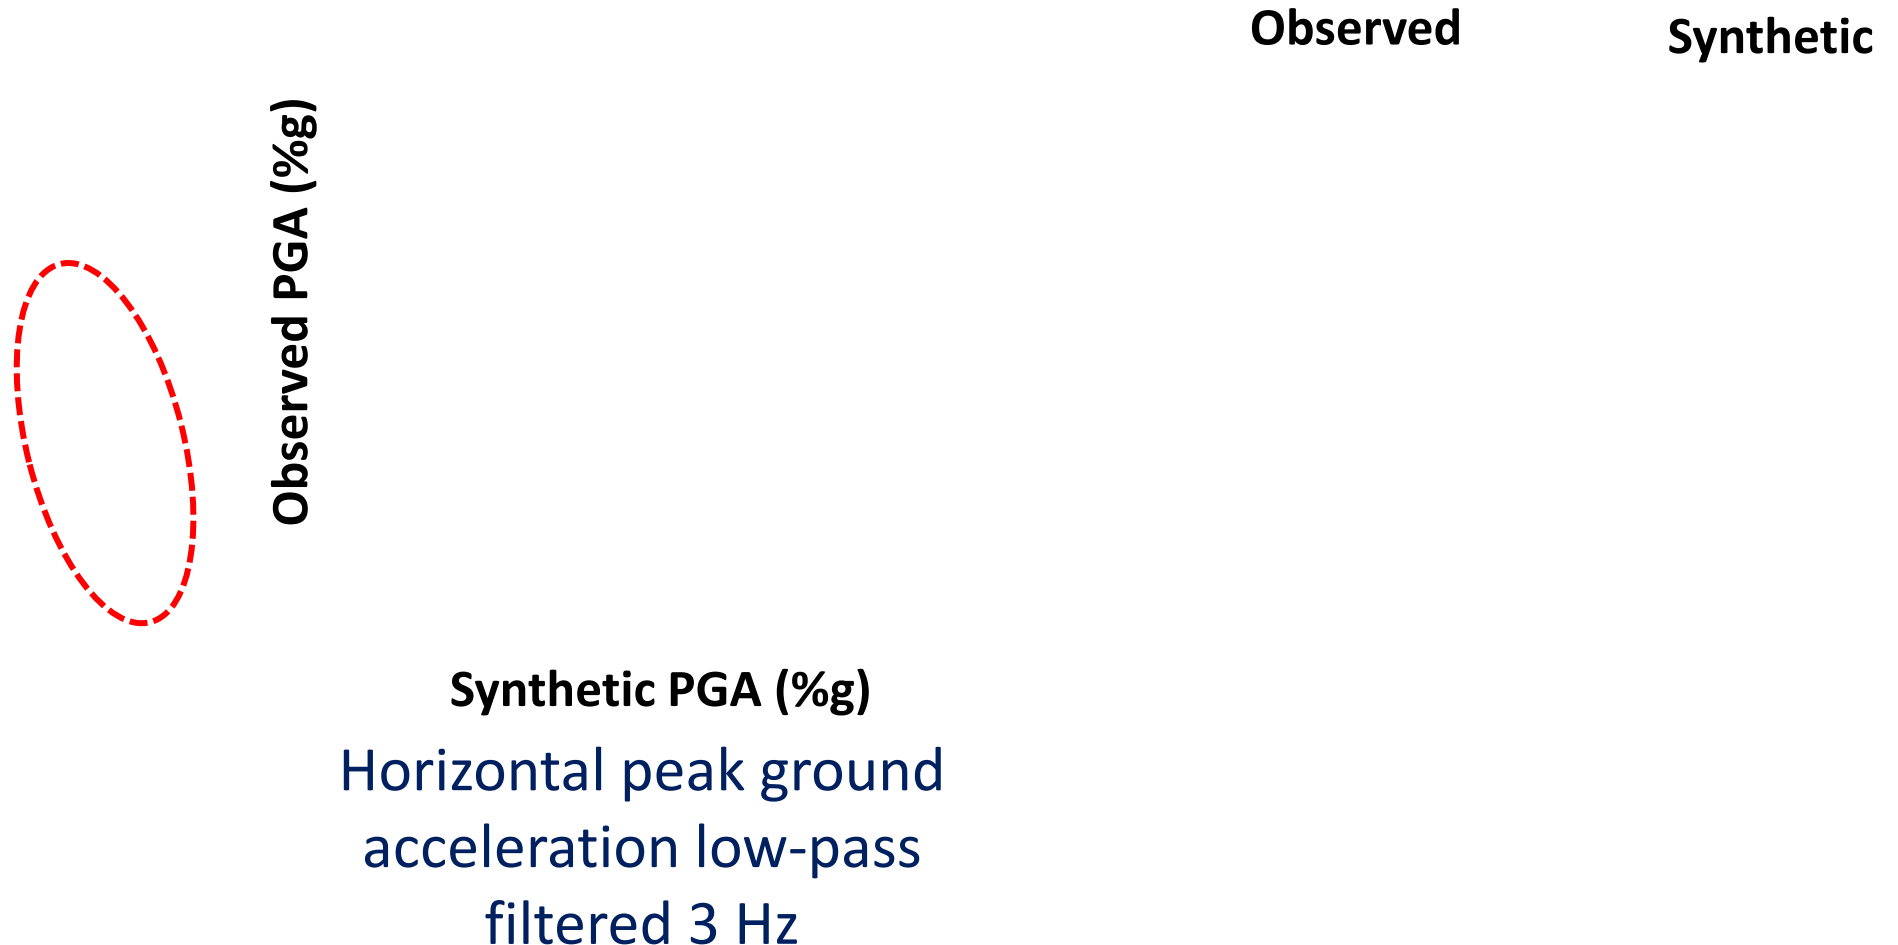 Observed
Synthetic
Observed PGA (%g)
Synthetic PGA (%g)
Horizontal peak ground
acceleration low-pass
filtered 3 Hz